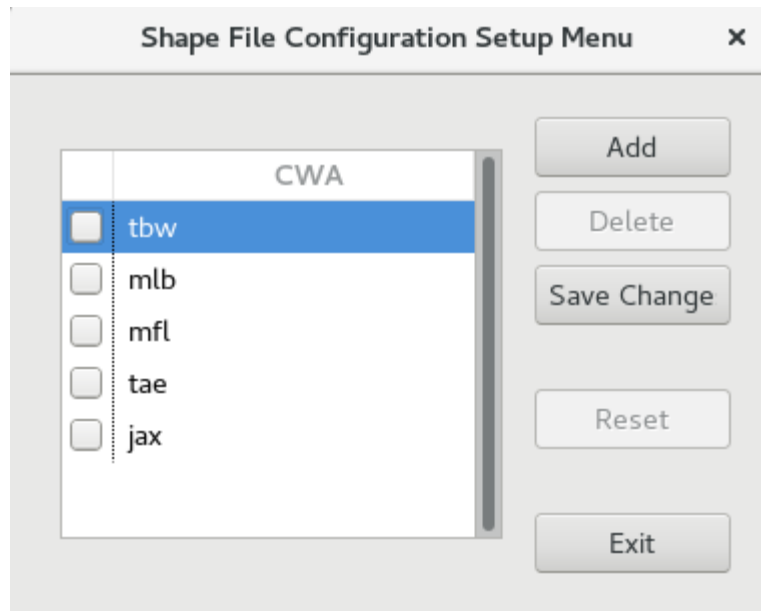 Shape File Configuration Setup Menu
CWA
tbw
mlb
mfl
tae
jax
Add
Delete
Save Change
Reset
Exit